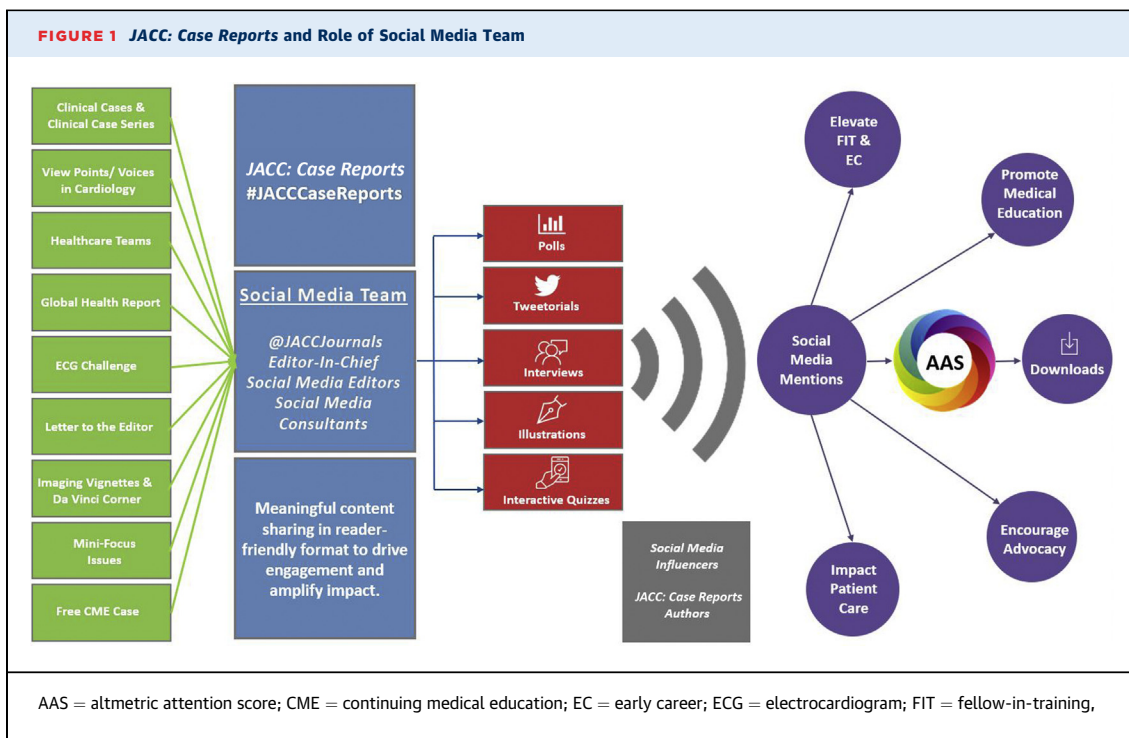 FIGURE 1 JACC: Case Reports and Role of Social Media Team
Clinical Cases &
Clinical Case Series
View Points/ Voices
in Cardiology
Healthcare Teams
Global Health Report
ECG Challenge
Letter to the Editor
Imaging Vignettes &
Da Vinci Corner
Mini-Focus
Issues
Free CME Case
JACC: Case Reports
#JACCCaseReports
Social Media Team
@JACCJournals
Editor-In-Chief
Social Media Editors
Social Media
Consultants
Meaningful content
sharing in reader-
friendly format to drive
engagement and
amplify impact.
Polls
Tweetorials
Interviews
Illustrations
Interactive Quizzes
Social Media
Influencers
JACC: Case Reports
Authors
Social
Media
Mentions
Elevate
FIT &
EC
Promote
Medical
Education
AAS
Downloads
Encourage
Advocacy
Impact
Patient
Care
AAS = altmetric attention score; CME = continuing medical education; EC = early career; ECG = electrocardiogram; FIT = fellow-in-training,